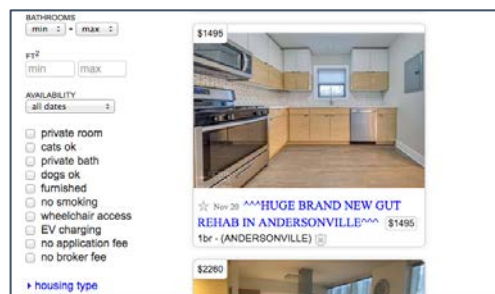 BATHROOMS
min - max
FT²
min max
AVAILABILITY
all dates
private room
cats ok
private bath
dogs ok
furnished
no smoking
wheelchair access
EV charging
no application fee
no broker fee
housing type
$1495
Nov 20 ^^^HUGE BRAND NEW GUT
REHAB IN ANDERSONVILLE^^^ $1495
1br - (ANDERSONVILLE)
$2260